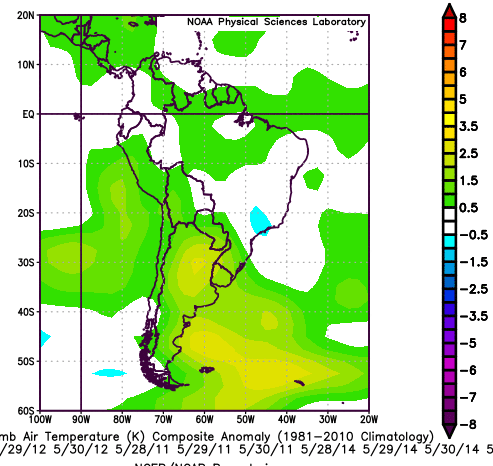 NOAA Physical Sciences Laboratory
20N
10N
EQ
10S
20S
30S
40S
50S
60S
100W 90W 80W 70W 60W 50W 40W 30W 20W
8
7
6
5
4.5
3.5
2.5
1.5
0.5
-0.5
-1.5
-2.5
-3.5
-4.5
-5
-6
-7
-8
mb Air Temperature (K) Composite Anomaly (1981-2010 Climatology)
/29/12 5/30/12 5/28/11 5/29/11 5/30/11 5/28/14 5/29/14 5/30/14 5